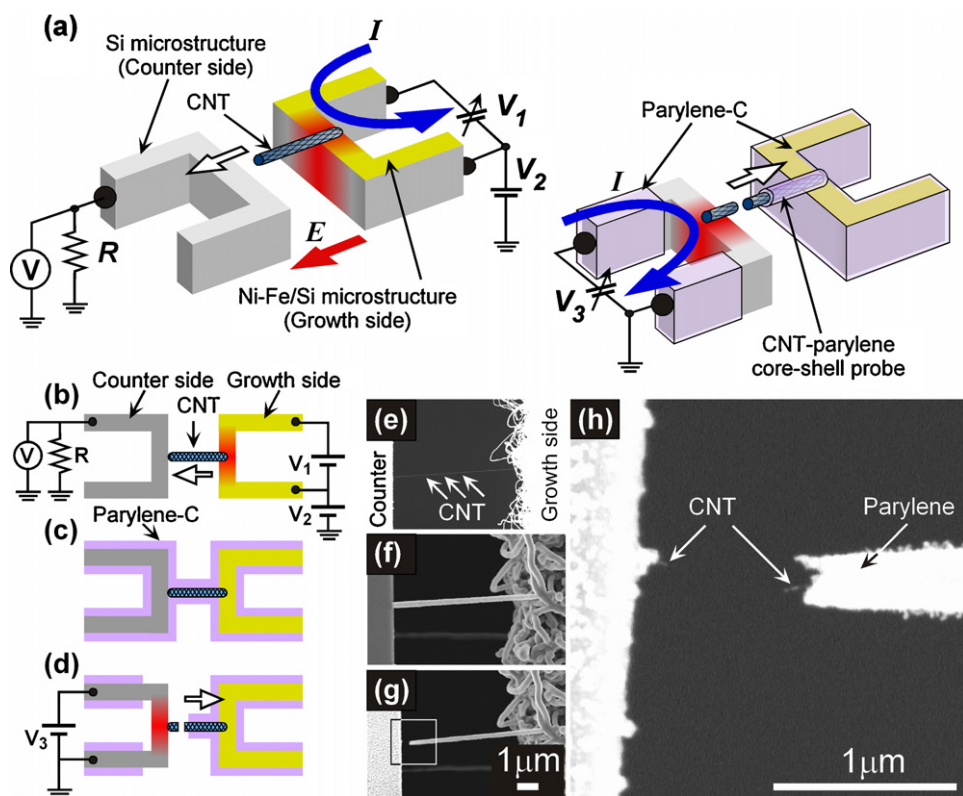 (a)
Si microstructure
(Counter side)
CNT
I
V1
V2
V
R
E
Ni-Fe/Si microstructure
(Growth side)
Parylene-C
I
V3
CNT-parylene
core-shell probe
(b)
Counter side
CNT
Growth side
V
R
V1
V2
(c)
Parylene-C
(d)
V3
(e)
Counter
CNT
Growth side
(f)
(g)
1μm
(h)
CNT
Parylene
1μm